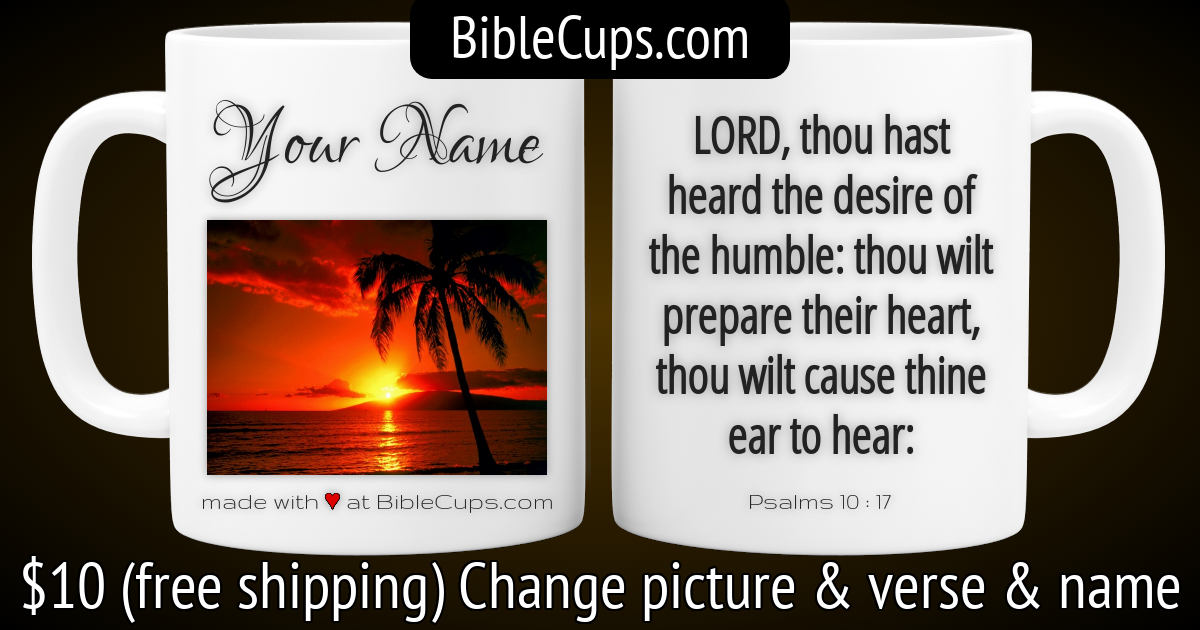 BibleCups.com
Your Name
made with ♥ at BibleCups.com
LORD, thou hast
heard the desire of
the humble: thou wilt
prepare their heart,
thou wilt cause thine
ear to hear:
Psalms 10 : 17
$10 (free shipping) Change picture & verse & name